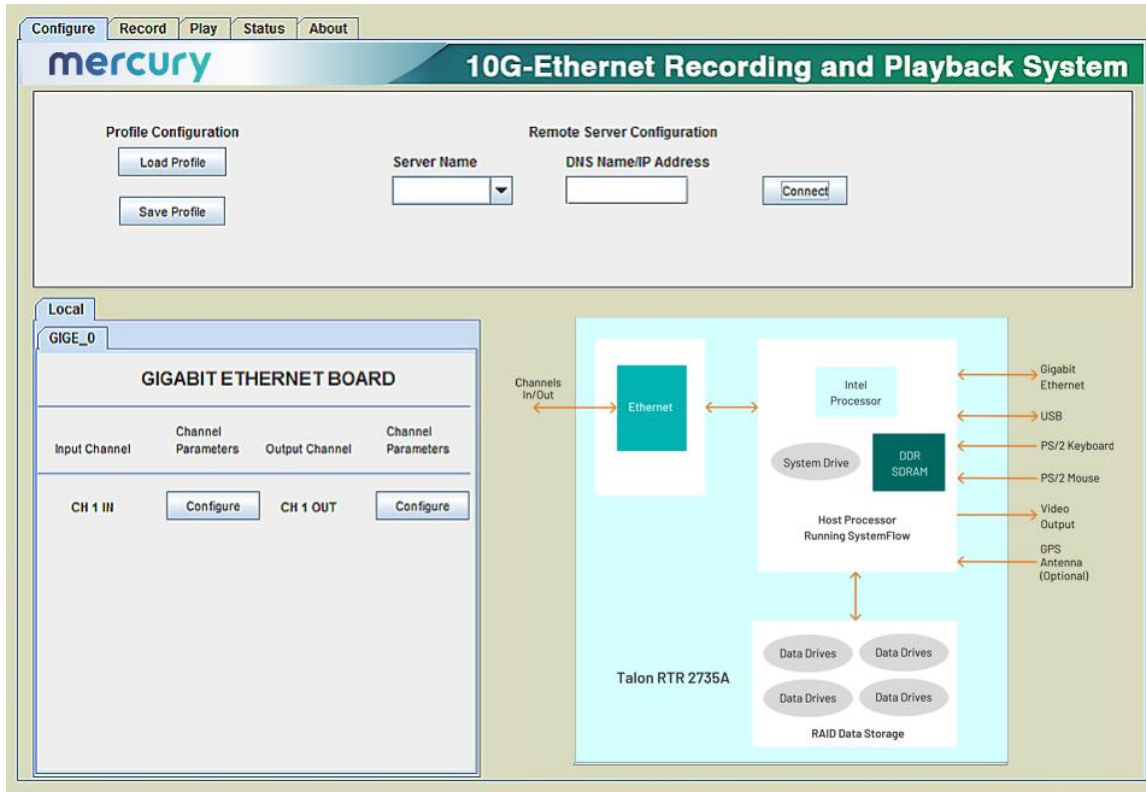 Configure Record Play Status About
mercury
10G-Ethernet Recording and Playback System
Profile Configuration
Load Profile
Save Profile
Remote Server Configuration
Server Name
DNS Name/IP Address
Connect
Local
GIGE_0
GIGABIT ETHERNET BOARD
Input Channel
Channel
Parameters
Output Channel
Channel
Parameters
CH 1 IN
Configure
CH 1 OUT
Configure
Channels
In/Out
Ethernet
Intel
Processor
System Drive
DDR
SDRAM
Host Processor
Running SystemFlow
Gigabit
Ethernet
USB
PS/2 Keyboard
PS/2 Mouse
Video
Output
GPS
Antenna
(Optional)
Talon RTR 2735A
Data Drives
Data Drives
Data Drives
Data Drives
RAID Data Storage